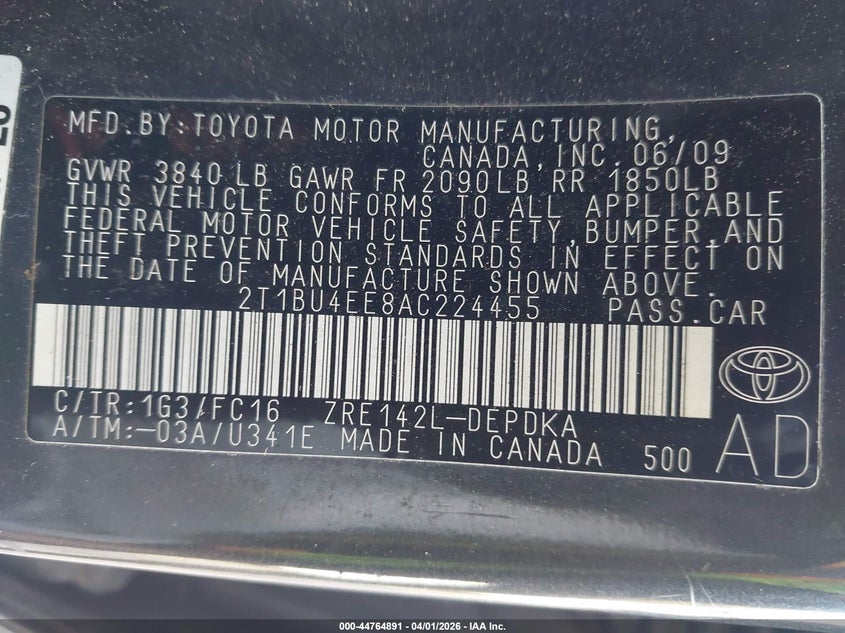 MFD.BY:TOYOTA MOTOR MANUFACTURING,
CANADA,INC.06/09
GVWR 3840LB GAWR FR 2090LB RR 1850LB
THIS VEHICLE CONFORMS TO ALL APPLICABLE
FEDERAL MOTOR VEHICLE SAFETY,BUMPER,AND
THEFT PREVENTION STANDARDS IN EFFECT ON
THE DATE OF MANUFACTURE SHOWN ABOVE.
2T1BU4EE8AC224455 PASS.CAR
C/TR:1G3/FC16 ZRE142L-DEPDKA
A/TM:-03A/U341E MADE IN CANADA 500 AD
000-44764891 | 04/01/2026 | IAA Inc.